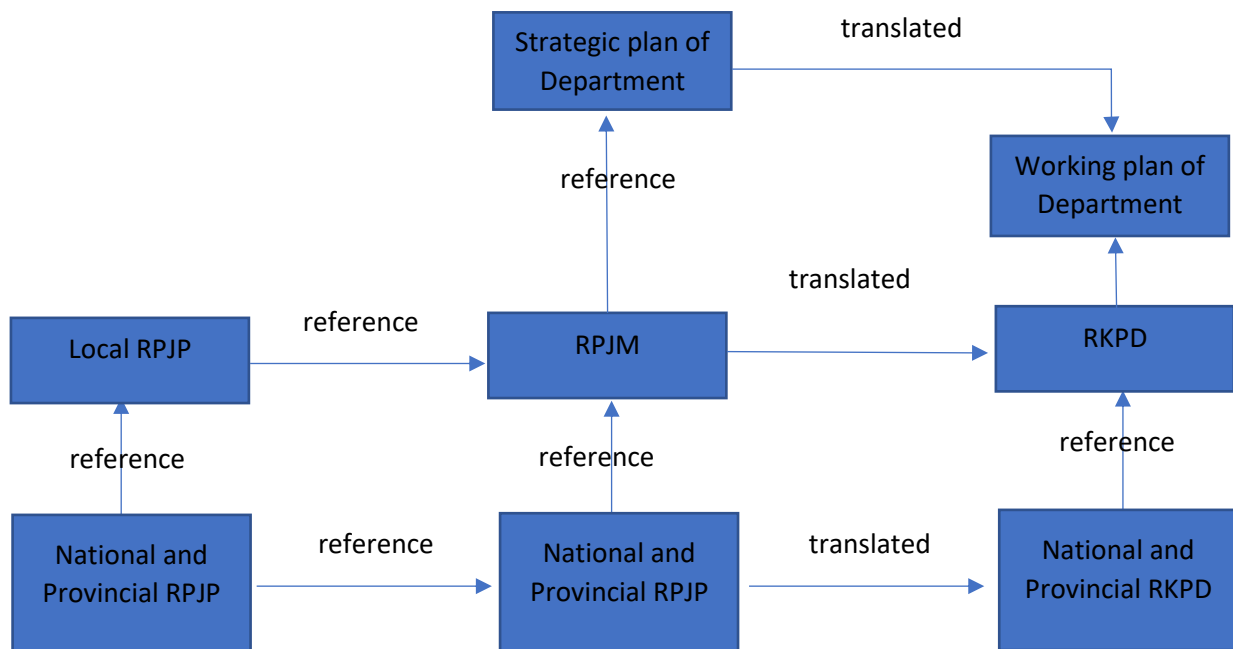 translated
Strategic plan of
Department
Working plan of
Department
reference
translated
reference
Local RPJP
RPJM
RKPD
reference
reference
reference
reference
translated
National and
Provincial RPJP
National and
Provincial RPJP
National and
Provincial RKPD